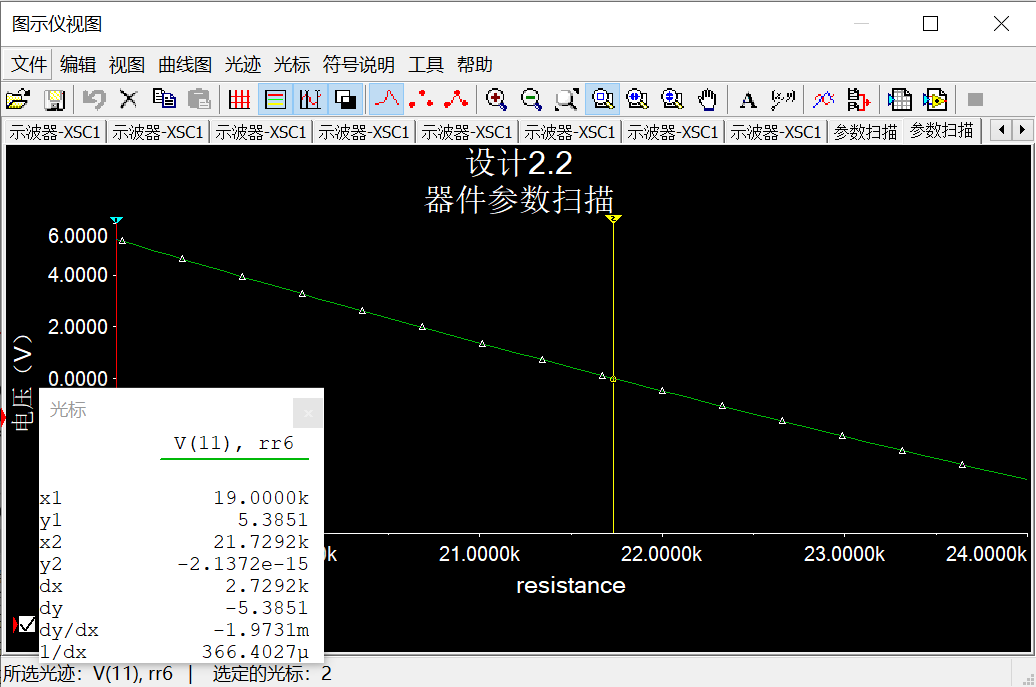 图示仪视图
文件 编辑 视图 曲线图 光迹 光标 符号说明 工具 帮助
示波器-XSC1 示波器-XSC1 示波器-XSC1 示波器-XSC1 示波器-XSC1 示波器-XSC1 示波器-XSC1 示波器-XSC1 参数扫描 参数扫描
设计2.2
器件参数扫描
6.0000
4.0000
2.0000
0.0000
电压（V）
光标
V(11), rr6
x1 19.0000k
y1 5.3851
x2 21.7292k
y2 -2.1372e-15
dx 2.7292k
dy -5.3851
dy/dx -1.9731m
1/dx 366.4027µ
21.0000k 22.0000k 23.0000k 24.0000k
resistance
所选光迹：V(11), rr6 | 选定的光标：2